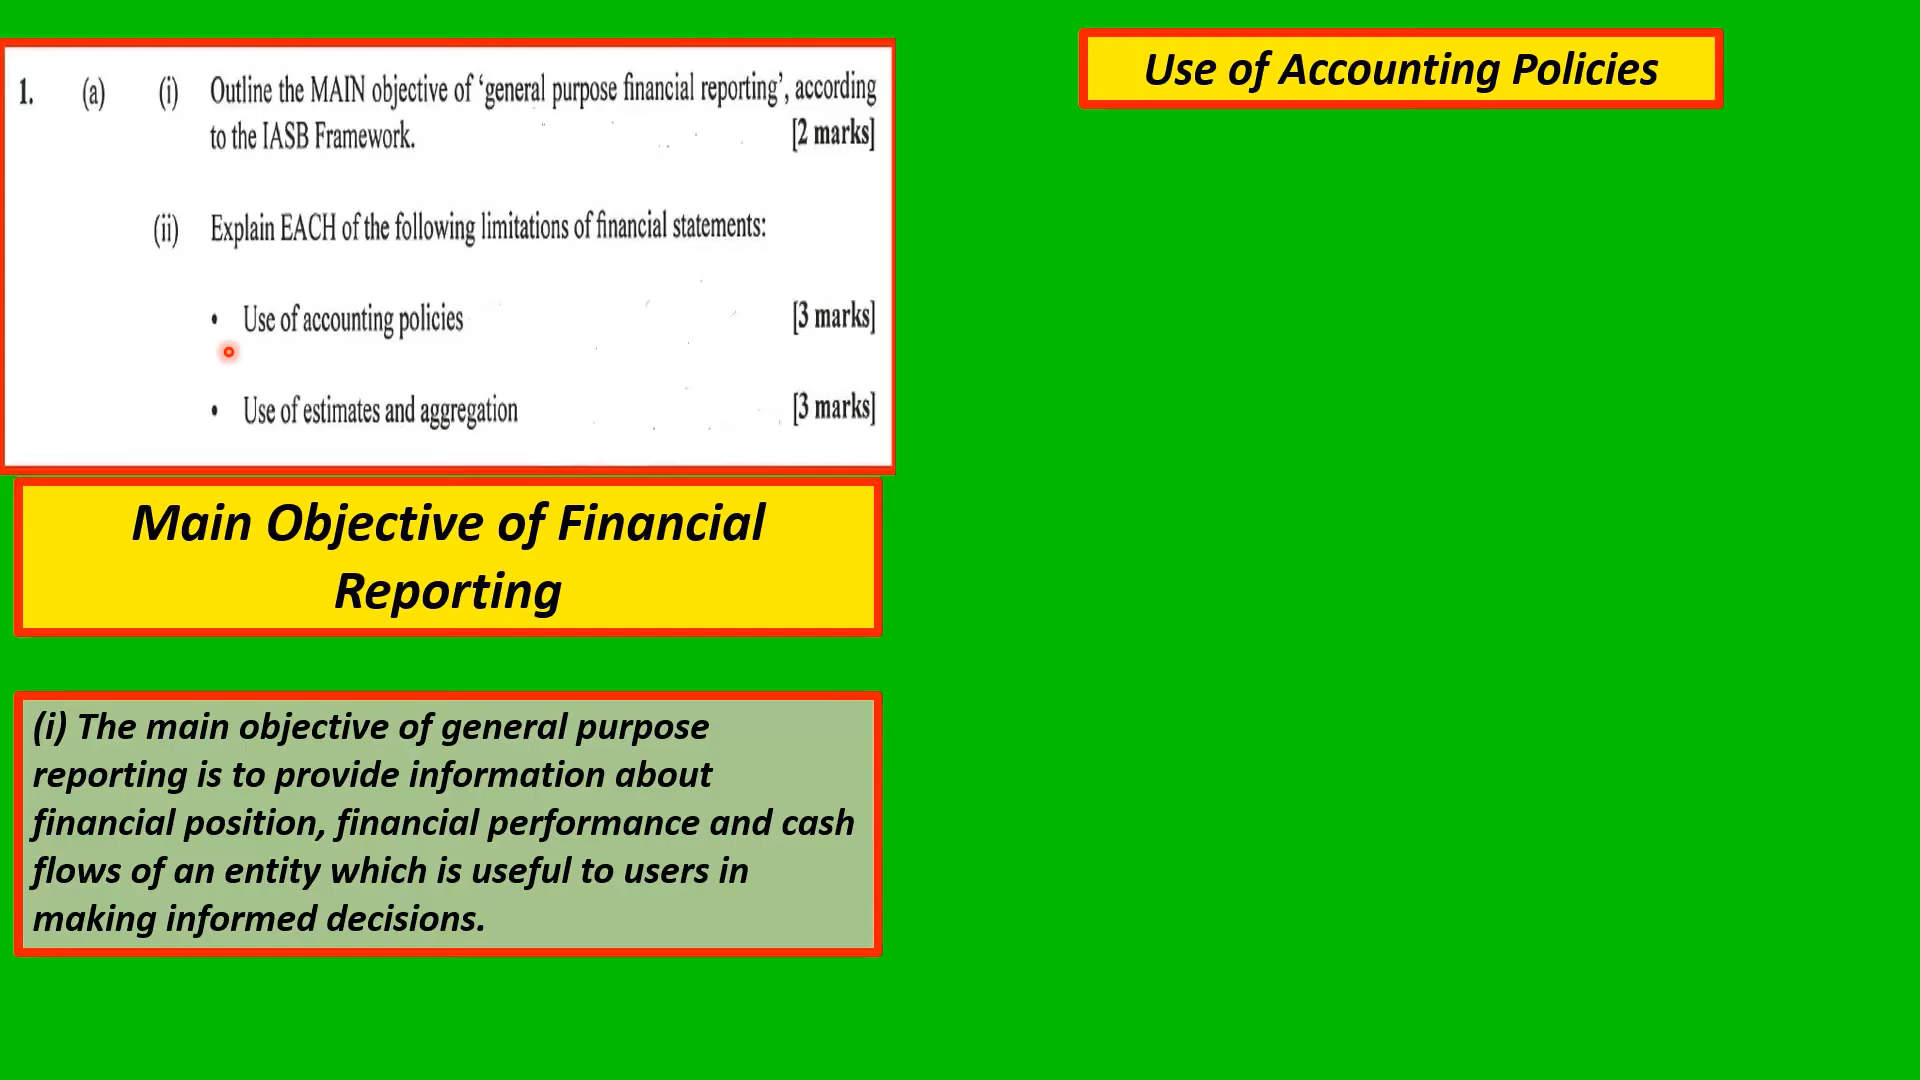 1. (a) (i) Outline the MAIN objective of ‘general purpose financial reporting’, according
to the IASB Framework. [2 marks]
(ii) Explain EACH of the following limitations of financial statements:
• Use of accounting policies [3 marks]
• Use of estimates and aggregation [3 marks]
Main Objective of Financial
Reporting
(i) The main objective of general purpose
reporting is to provide information about
financial position, financial performance and cash
flows of an entity which is useful to users in
making informed decisions.
Use of Accounting Policies